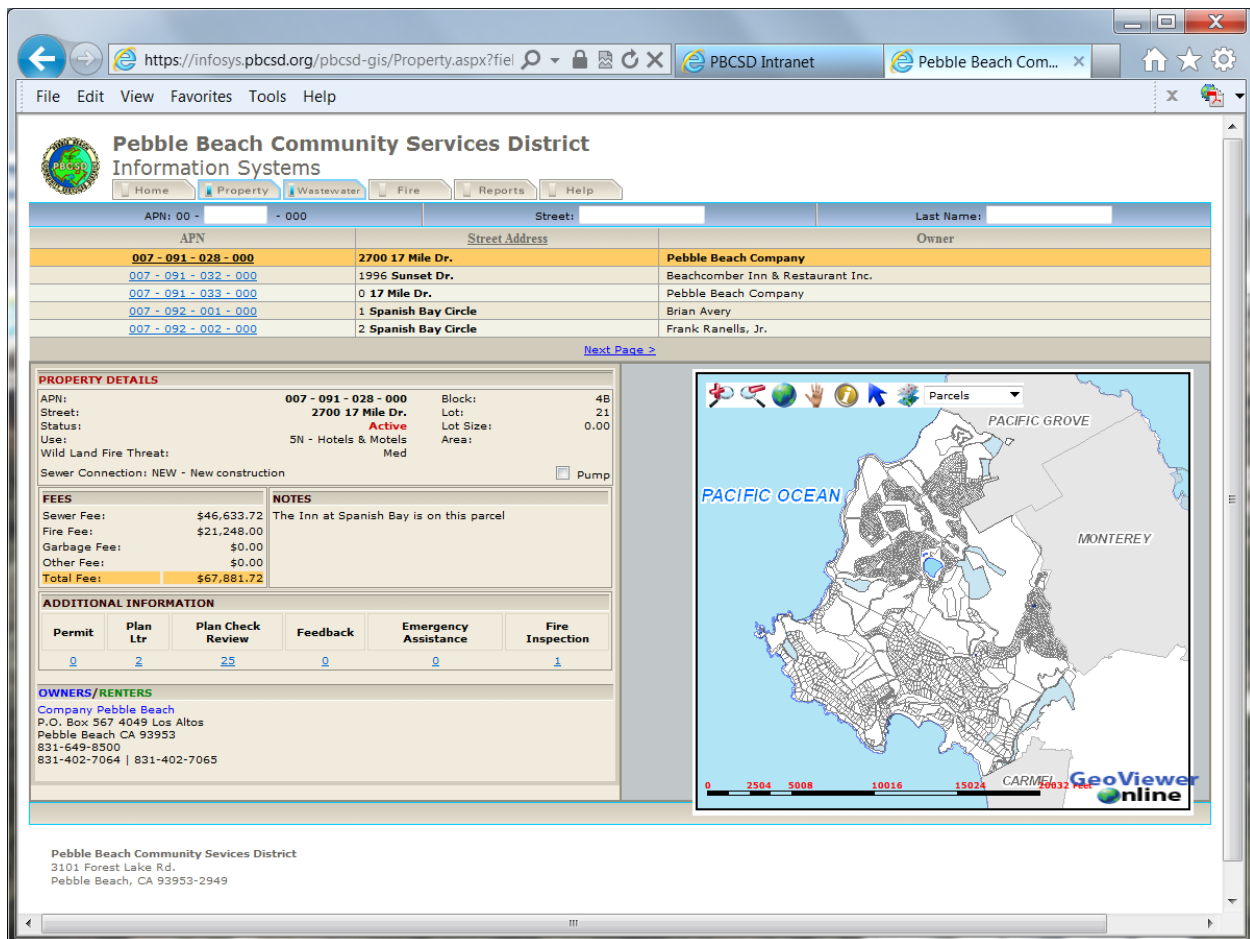 https://infosys.pbcsd.org/pbcsd-gis/Property.aspx?fiel
PBCSD Intranet
Pebble Beach Com...
File Edit View Favorites Tools Help
PBCSD
Pebble Beach Community Services District
Information Systems
Home Property Wastewater Fire Reports Help
APN: 00 - - 000 Street: Last Name:
APN Street Address Owner
007 - 091 - 028 - 000 2700 17 Mile Dr. Pebble Beach Company
007 - 091 - 032 - 000 1996 Sunset Dr. Beachcomber Inn & Restaurant Inc.
007 - 091 - 033 - 000 0 17 Mile Dr. Pebble Beach Company
007 - 092 - 001 - 000 1 Spanish Bay Circle Brian Avery
007 - 092 - 002 - 000 2 Spanish Bay Circle Frank Ranells, Jr.
Next Page >
PROPERTY DETAILS
APN: 007 - 091 - 028 - 000 Block: 4B
Street: 2700 17 Mile Dr. Lot: 21
Status: Active Lot Size: 0.00
Use: 5N - Hotels & Motels Area:
Wild Land Fire Threat: Med
Sewer Connection: NEW - New construction Pump
FEES NOTES
Sewer Fee: $46,633.72 The Inn at Spanish Bay is on this parcel
Fire Fee: $21,248.00
Garbage Fee: $0.00
Other Fee: $0.00
Total Fee: $67,881.72
ADDITIONAL INFORMATION
Permit Plan Ltr Plan Check Review Feedback Emergency Assistance Fire Inspection
0 2 25 0 0 1
OWNERS/RENTERS
Company Pebble Beach
P.O. Box 567 4049 Los Altos
Pebble Beach CA 93953
831-649-8500
831-402-7064 | 831-402-7065
Parcels
PACIFIC GROVE
PACIFIC OCEAN
MONTEREY
CARMEL
0 2504 5008 10016 15024 20032 Feet
GeoViewer
Online
Pebble Beach Community Sevices District
3101 Forest Lake Rd.
Pebble Beach, CA 93953-2949